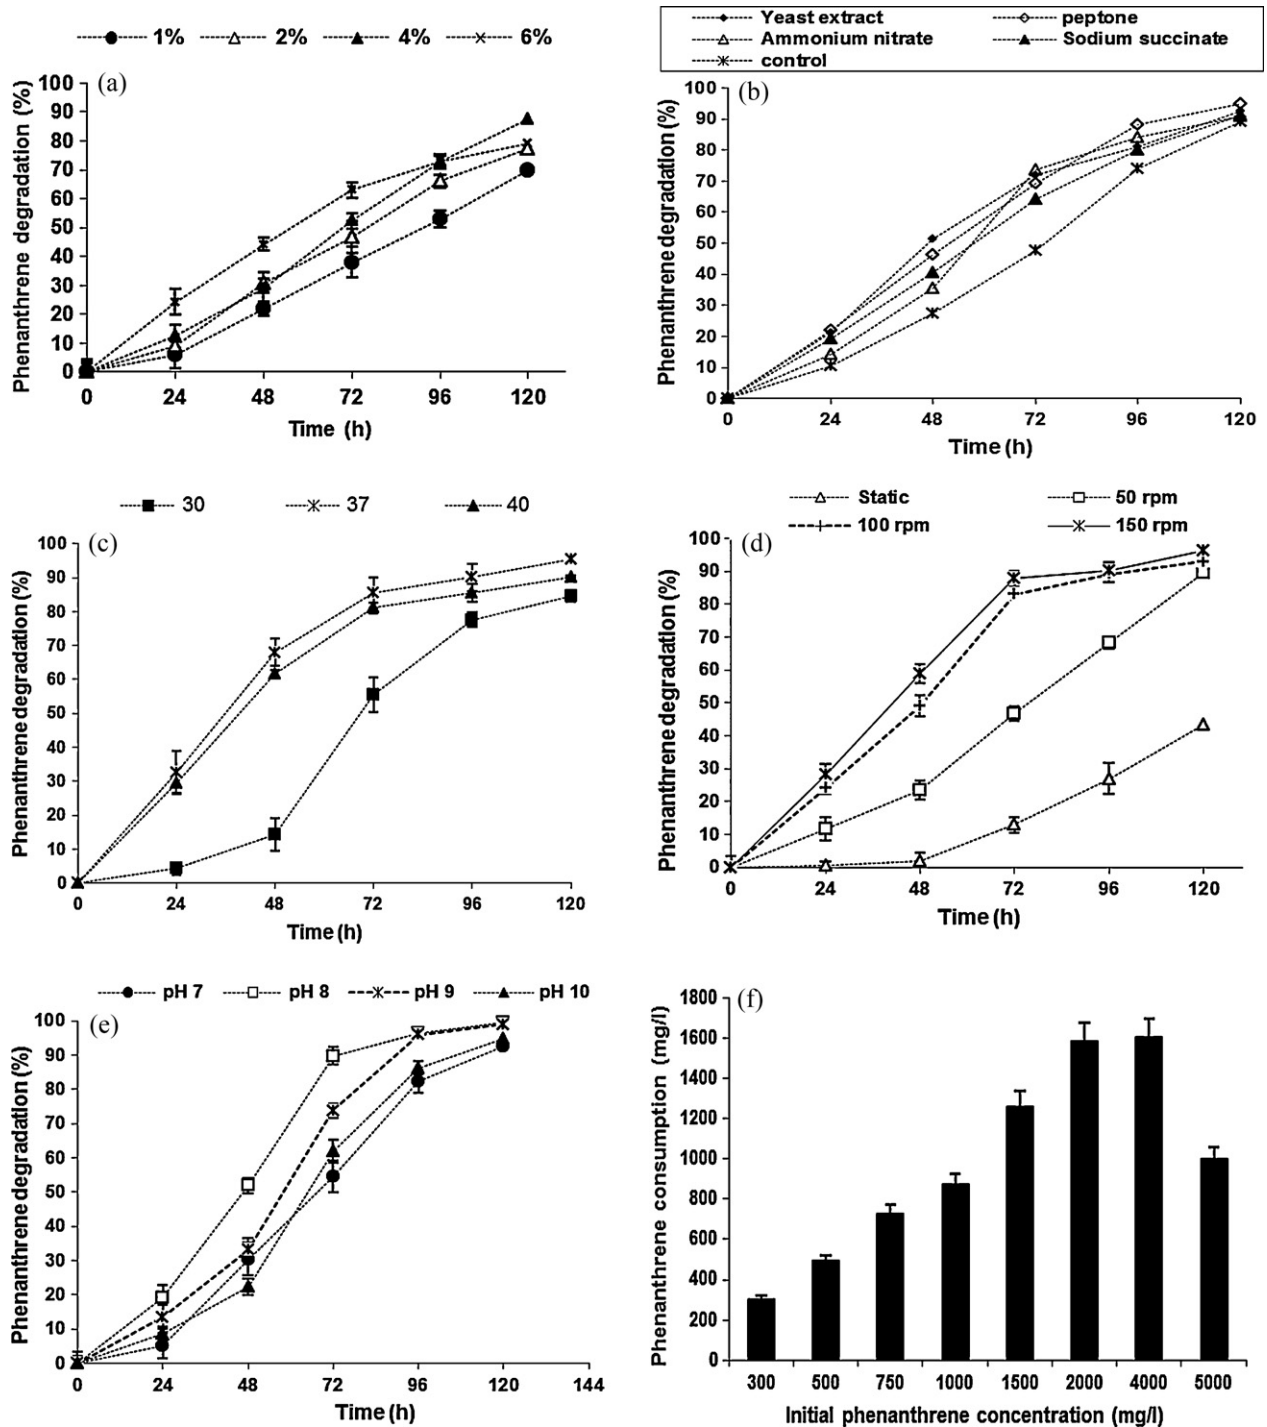 1% 2% 4% 6%
(a)
Phenanthrene degradation (%)
100
90
80
70
60
50
40
30
20
10
0
0 24 48 72 96 120
Time (h)
Yeast extract peptone
Ammonium nitrate Sodium succinate
control
(b)
Phenanthrene degradation (%)
100
90
80
70
60
50
40
30
20
10
0
0 24 48 72 96 120
Time (h)
30 37 40
(c)
Phenanthrene degradation (%)
100
90
80
70
60
50
40
30
20
10
0
0 24 48 72 96 120
Time (h)
Static 50 rpm
100 rpm 150 rpm
(d)
Phenanthrene degradation (%)
100
90
80
70
60
50
40
30
20
10
0
0 24 48 72 96 120
Time (h)
pH 7 pH 8 pH 9 pH 10
(e)
Phenanthrene degradation (%)
100
90
80
70
60
50
40
30
20
10
0
0 24 48 72 96 120 144
Time (h)
(f)
Phenanthrene consumption (mg/l)
1800
1600
1400
1200
1000
800
600
400
200
0
300 500 750 1000 1500 2000 4000 5000
Initial phenanthrene concentration (mg/l)